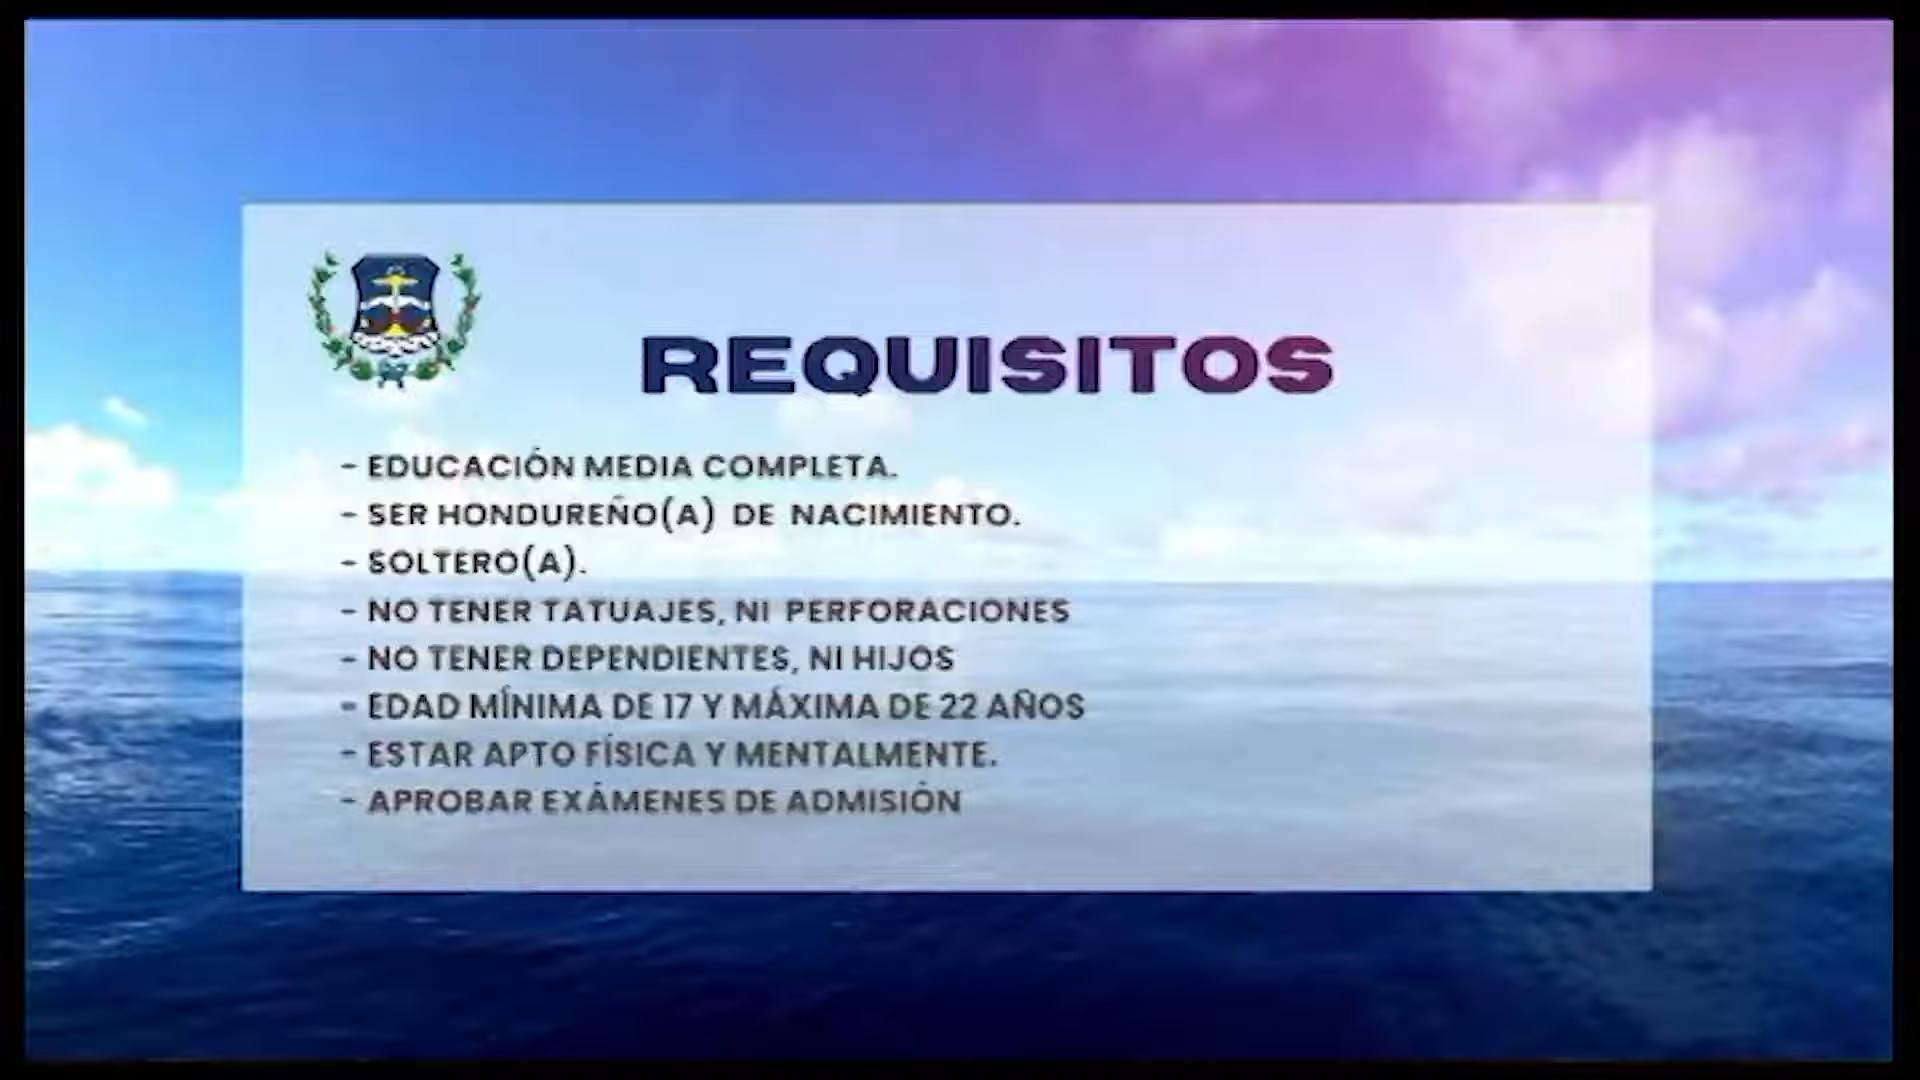 REQUISITOS
- EDUCACIÓN MEDIA COMPLETA.
- SER HONDUREÑO(A) DE NACIMIENTO.
- SOLTERO(A).
- NO TENER TATUAJES, NI PERFORACIONES
- NO TENER DEPENDIENTES, NI HIJOS
- EDAD MÍNIMA DE 17 Y MÁXIMA DE 22 AÑOS
- ESTAR APTO FÍSICA Y MENTALMENTE.
- APROBAR EXÁMENES DE ADMISIÓN